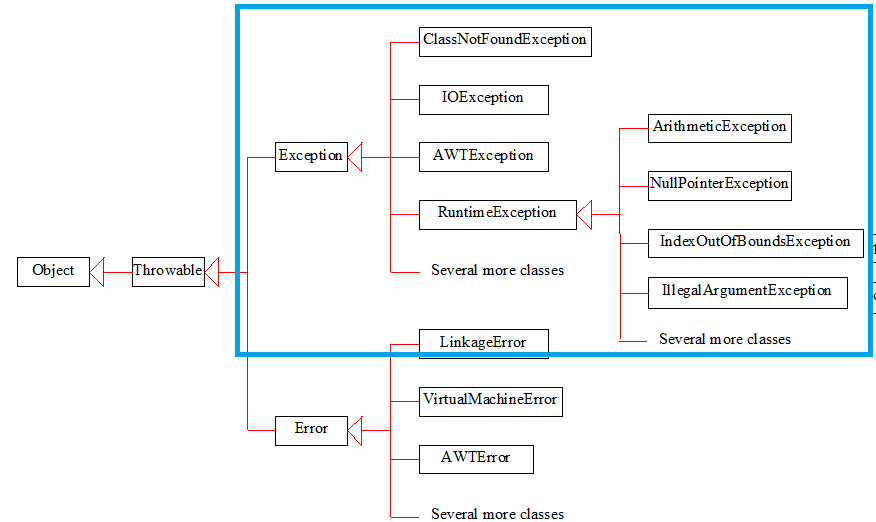 ClassNotFoundException
IOException
ArithmeticException
Exception
AWTException
NullPointerException
RuntimeException
IndexOutOfBoundsException
Object
Throwable
Several more classes
IllegalArgumentException
LinkageError
Several more classes
VirtualMachineError
Error
AWTError
Several more classes